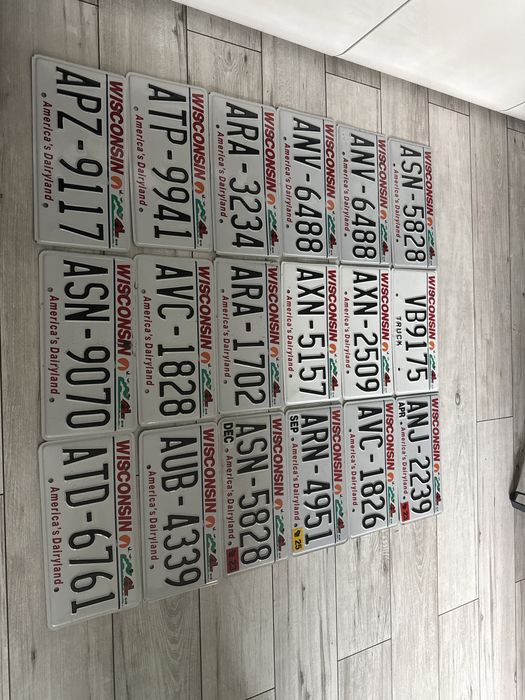 WISCONSIN
ASN-5828
America's Dairyland
WISCONSIN
VB9175
TRUCK
WISCONSIN
ANJ-2239
APR
WISCONSIN
ANV-6488
America's Dairyland
WISCONSIN
AXN-2509
America's Dairyland
WISCONSIN
AVC-1826
America's Dairyland
WISCONSIN
ANV-6488
America's Dairyland
WISCONSIN
AXN-5157
America's Dairyland
WISCONSIN
ARN-4951
SEP America's Dairyland 25
WISCONSIN
ARA-3234
America's Dairyland
WISCONSIN
ARA-1702
America's Dairyland
WISCONSIN
ASN-5828
DEC America's Dairyland
WISCONSIN
ATP-9941
America's Dairyland
WISCONSIN
AVC-1828
America's Dairyland
WISCONSIN
AUB-4339
America's Dairyland
WISCONSIN
APZ-9117
America's Dairyland
WISCONSIN
ASN-9070
America's Dairyland
WISCONSIN
ATD-6761
America's Dairyland